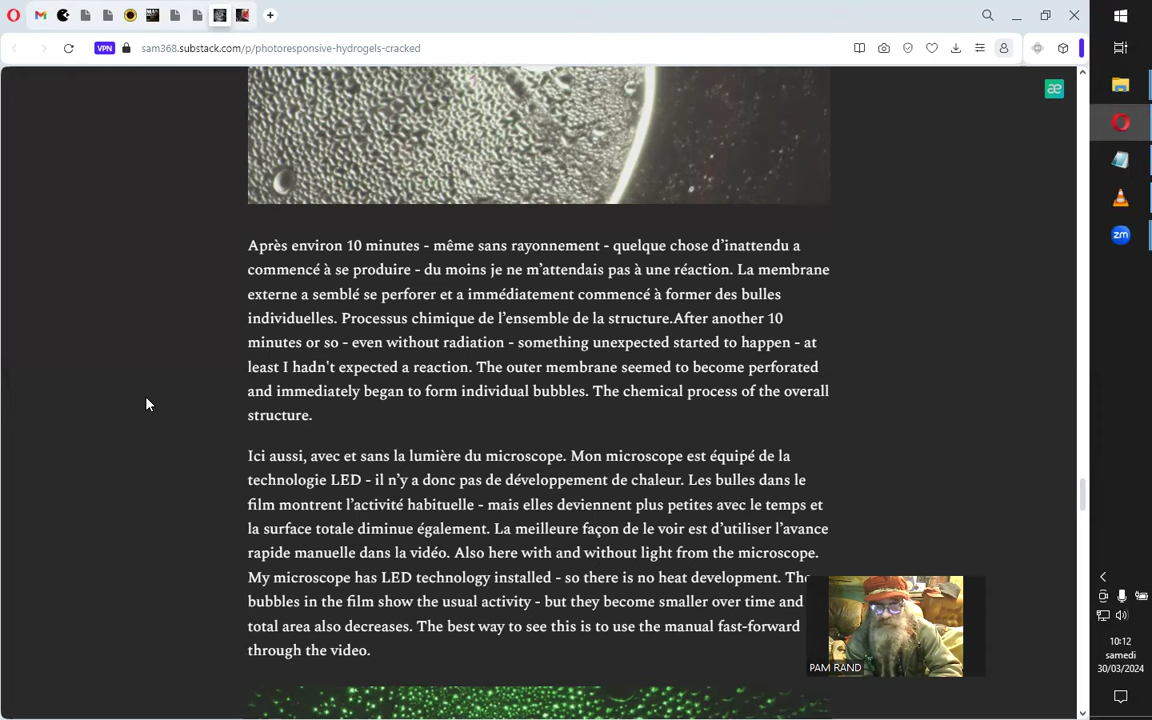 VPN
sam368.substack.com/p/photoresponsive-hydrogels-cracked
æ
zm
Après environ 10 minutes - même sans rayonnement - quelque chose d’inattendu a
commencé à se produire - du moins je ne m’attendais pas à une réaction. La membrane
externe a semblé se perforer et a immédiatement commencé à former des bulles
individuelles. Processus chimique de l’ensemble de la structure.After another 10
minutes or so - even without radiation - something unexpected started to happen - at
least I hadn't expected a reaction. The outer membrane seemed to become perforated
and immediately began to form individual bubbles. The chemical process of the overall
structure.
Ici aussi, avec et sans la lumière du microscope. Mon microscope est équipé de la
technologie LED - il n’y a donc pas de développement de chaleur. Les bulles dans le
film montrent l’activité habituelle - mais elles deviennent plus petites avec le temps et
la surface totale diminue également. La meilleure façon de le voir est d’utiliser l’avance
rapide manuelle dans la vidéo. Also here with and without light from the microscope.
My microscope has LED technology installed - so there is no heat development. The
bubbles in the film show the usual activity - but they become smaller over time and
total area also decreases. The best way to see this is to use the manual fast-forward
through the video.
PAM RAND
10:12
samedi
30/03/2024